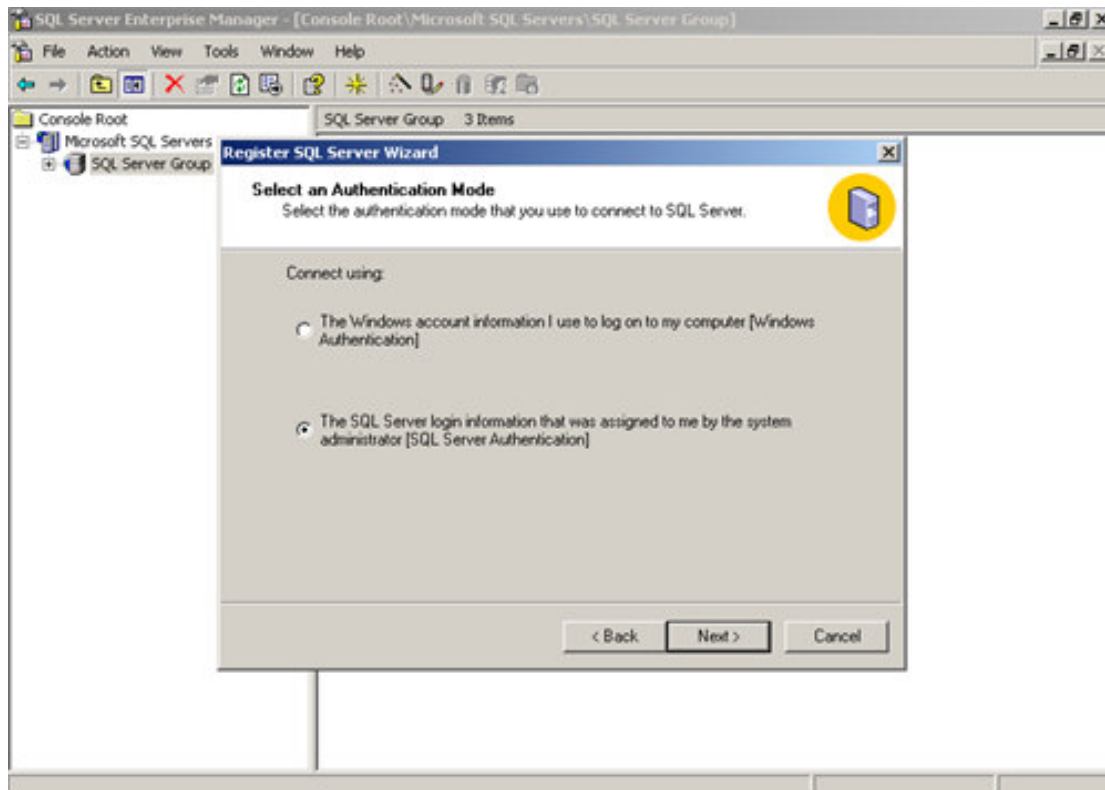 SQL Server Enterprise Manager - [Console Root\Microsoft SQL Servers\SQL Server Group]
File Action View Tools Window Help
Console Root
SQL Server Group 3 Items
Microsoft SQL Servers
SQL Server Group
Register SQL Server Wizard
Select an Authentication Mode
Select the authentication mode that you use to connect to SQL Server.
Connect using:
The Windows account information I use to log on to my computer [Windows
Authentication]
The SQL Server login information that was assigned to me by the system
administrator [SQL Server Authentication]
< Back Next > Cancel